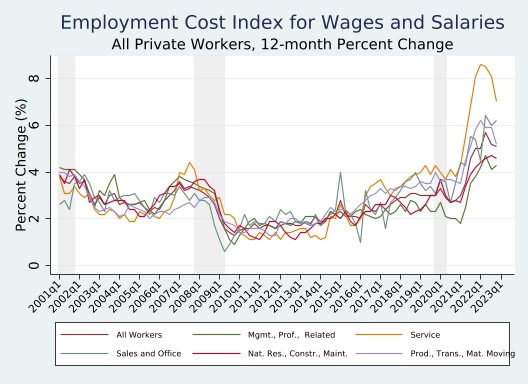 Employment Cost Index for Wages and Salaries
All Private Workers, 12-month Percent Change
Percent Change (%)
8
6
4
2
0
2001q1
2002q1
2003q1
2004q1
2005q1
2006q1
2007q1
2008q1
2009q1
2010q1
2011q1
2012q1
2013q1
2014q1
2015q1
2016q1
2017q1
2018q1
2019q1
2020q1
2021q1
2022q1
2023q1
All Workers
Mgmt., Prof., Related
Service
Sales and Office
Nat. Res., Constr., Maint.
Prod., Trans., Mat. Moving